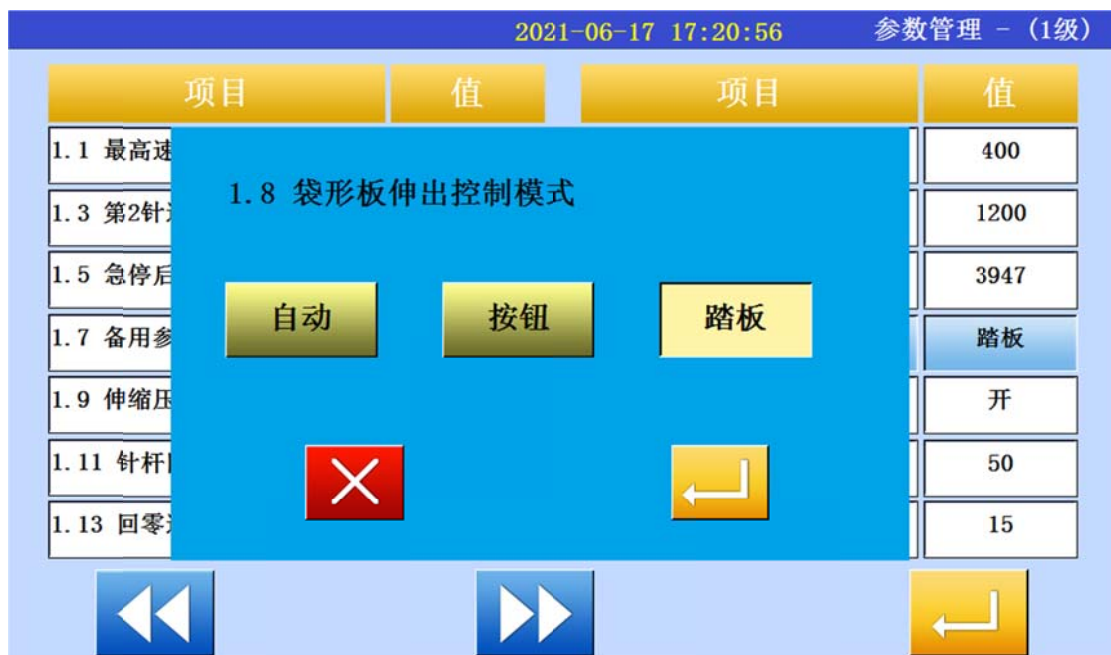 2021-06-17 17:20:56 参数管理 - (1级)
项目 值 项目 值
1.1 最高速 400
1.8 袋形板伸出控制模式
1.3 第2针 1200
1.5 急停后 3947
自动 按钮 踏板
1.7 备用参 踏板
1.9 伸缩压 开
1.11 针杆 50
1.13 回零 15